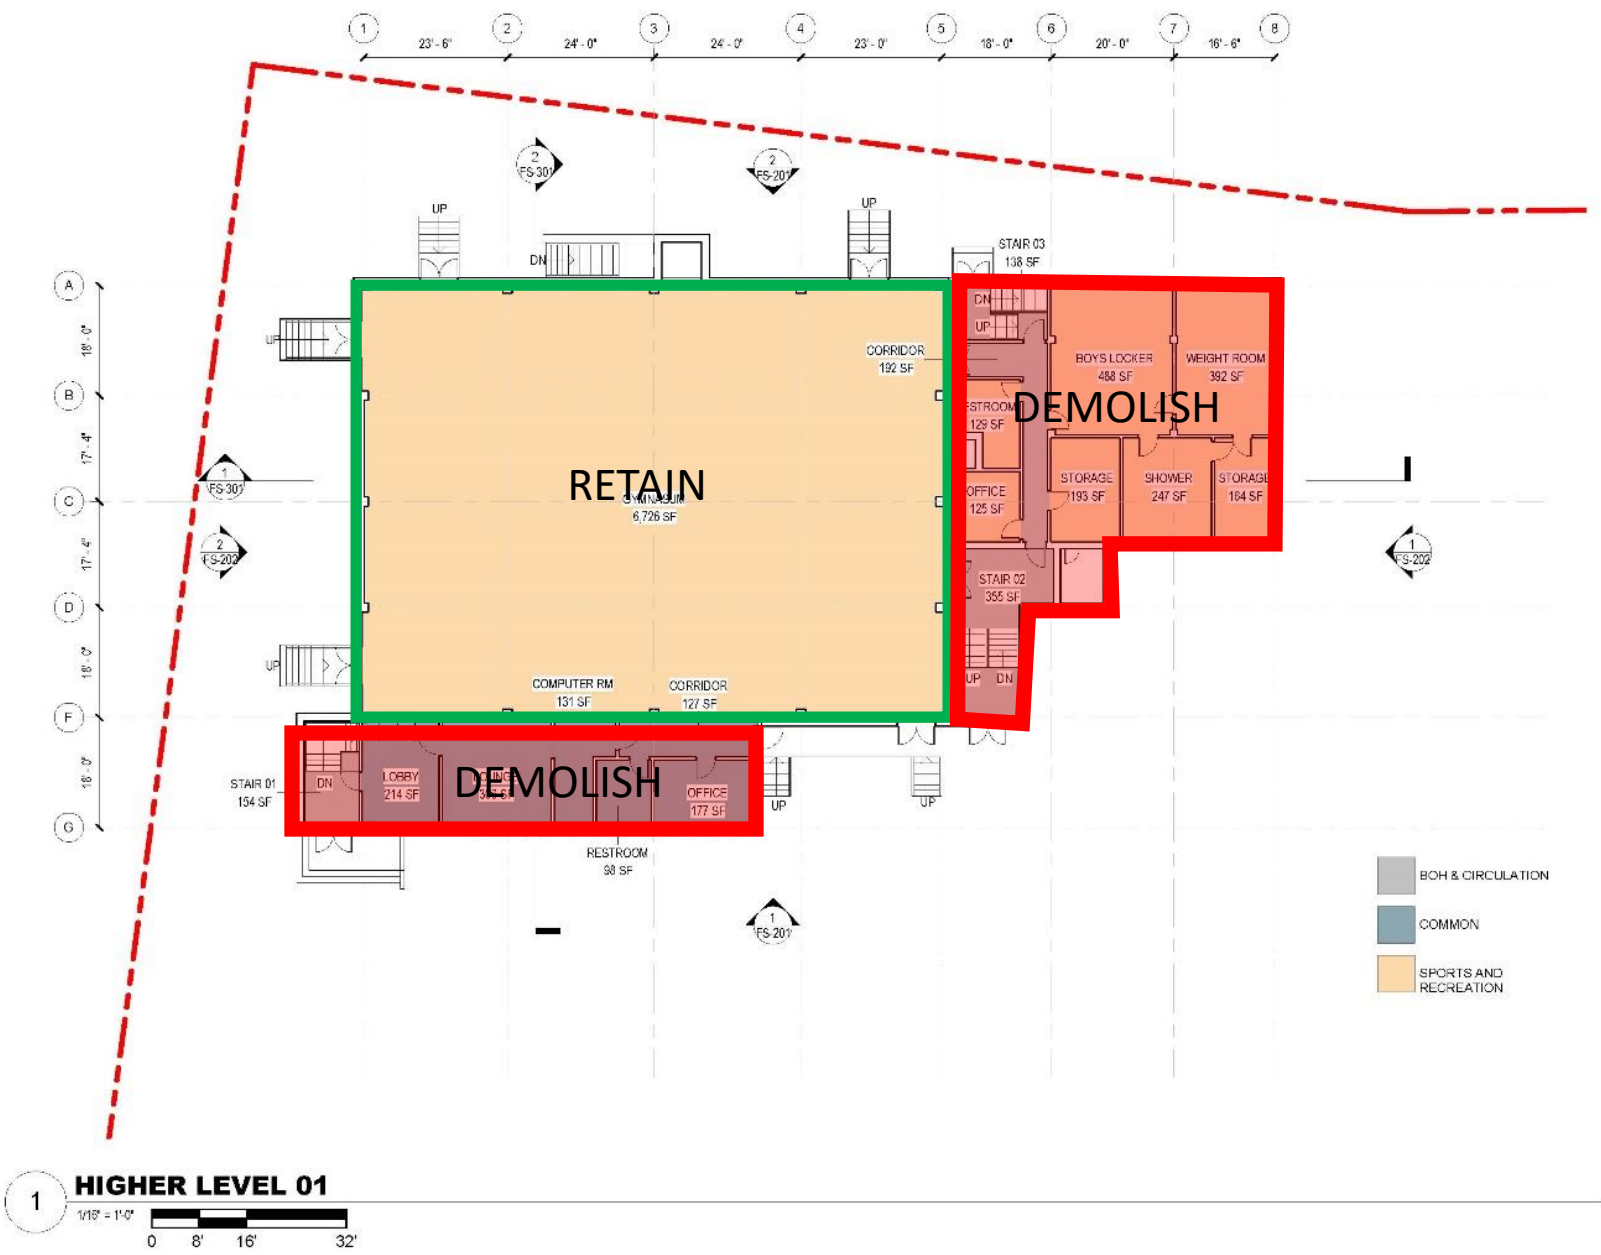 1 2 3 4 5 6 7 8
23' - 6" 24' - 0" 24' - 0" 23' - 0" 18' - 0" 20' - 0" 16' - 6"
2
FS-301
2
FS-201
UP
UP
DN
STAIR 03
138 SF
A
B
C
D
F
G
18' - 0"
17' - 4"
17' - 4"
18' - 0"
18' - 0"
UP
DN
UP
CORRIDOR
192 SF
BOYS LOCKER
488 SF
WEIGHT ROOM
392 SF
DEMOLISH
129 SF
RETAIN
GYMNASIUM
6,726 SF
1
FS-301
STORAGE
193 SF
SHOWER
247 SF
STORAGE
164 SF
OFFICE
125 SF
2
FS-202
1
FS-202
STAIR 02
355 SF
UP
UP DN
COMPUTER RM
131 SF
CORRIDOR
127 SF
STAIR 01
154 SF
DN
LOBBY
214 SF
DEMOLISH
LOUNGE
OFFICE
177 SF
UP
UP
RESTROOM
98 SF
1
FS-201
BOH & CIRCULATION
COMMON
SPORTS AND
RECREATION
1 HIGHER LEVEL 01
1/16" = 1'-0"
0 8' 16' 32'